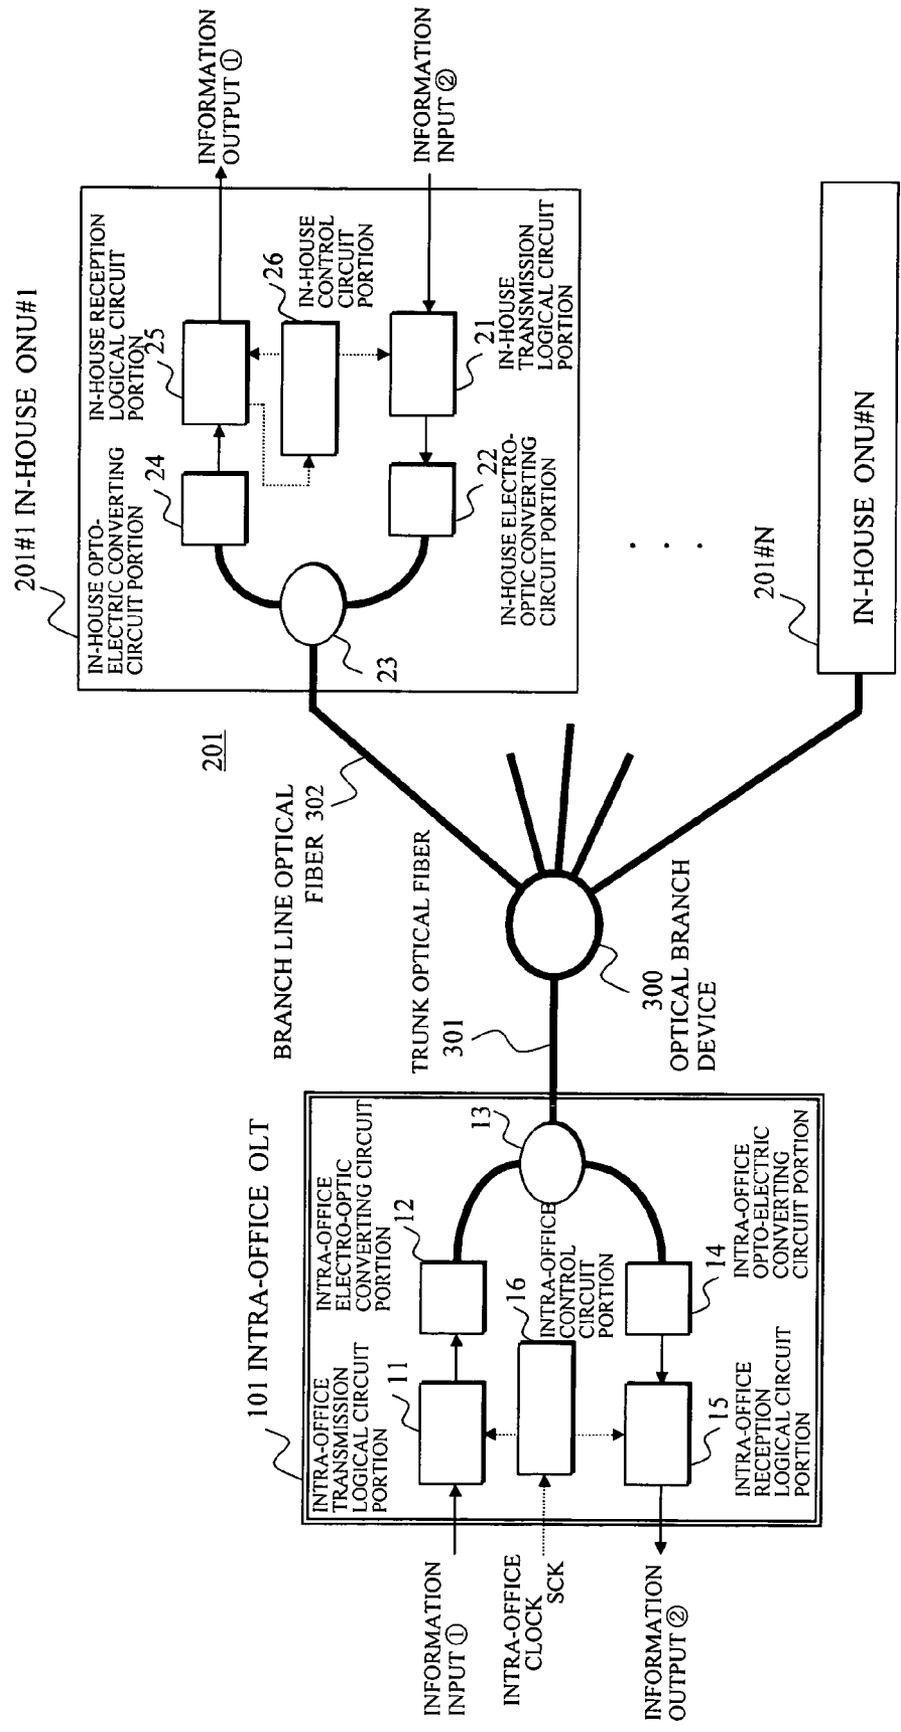 101 INTRA-OFFICE OLT
INTRA-OFFICE
TRANSMISSION
LOGICAL CIRCUIT
PORTION
11
INTRA-OFFICE
ELECTRO-OPTIC
CONVERTING CIRCUIT
PORTION
12
INFORMATION
INPUT ①
INTRA-OFFICE
CLOCK
SCK
16
INTRA-OFFICE
CONTROL
CIRCUIT
PORTION
13
INFORMATION
OUTPUT ②
15
INTRA-OFFICE
RECEPTION
LOGICAL CIRCUIT
PORTION
14
INTRA-OFFICE
OPTO-ELECTRIC
CONVERTING
CIRCUIT PORTION
BRANCH LINE OPTICAL
FIBER 302
TRUNK OPTICAL FIBER
301
300
OPTICAL BRANCH
DEVICE
201
201#1 IN-HOUSE ONU#1
IN-HOUSE OPTO-
ELECTRIC CONVERTING
CIRCUIT PORTION
24
IN-HOUSE RECEPTION
LOGICAL CIRCUIT
PORTION
25
INFORMATION
OUTPUT ①
26
IN-HOUSE CONTROL
CIRCUIT
PORTION
23
INFORMATION
INPUT ②
22
IN-HOUSE ELECTRO-
OPTIC CONVERTING
CIRCUIT PORTION
21
IN-HOUSE
TRANSMISSION
LOGICAL CIRCUIT
PORTION
. . .
201#N
IN-HOUSE ONU#N